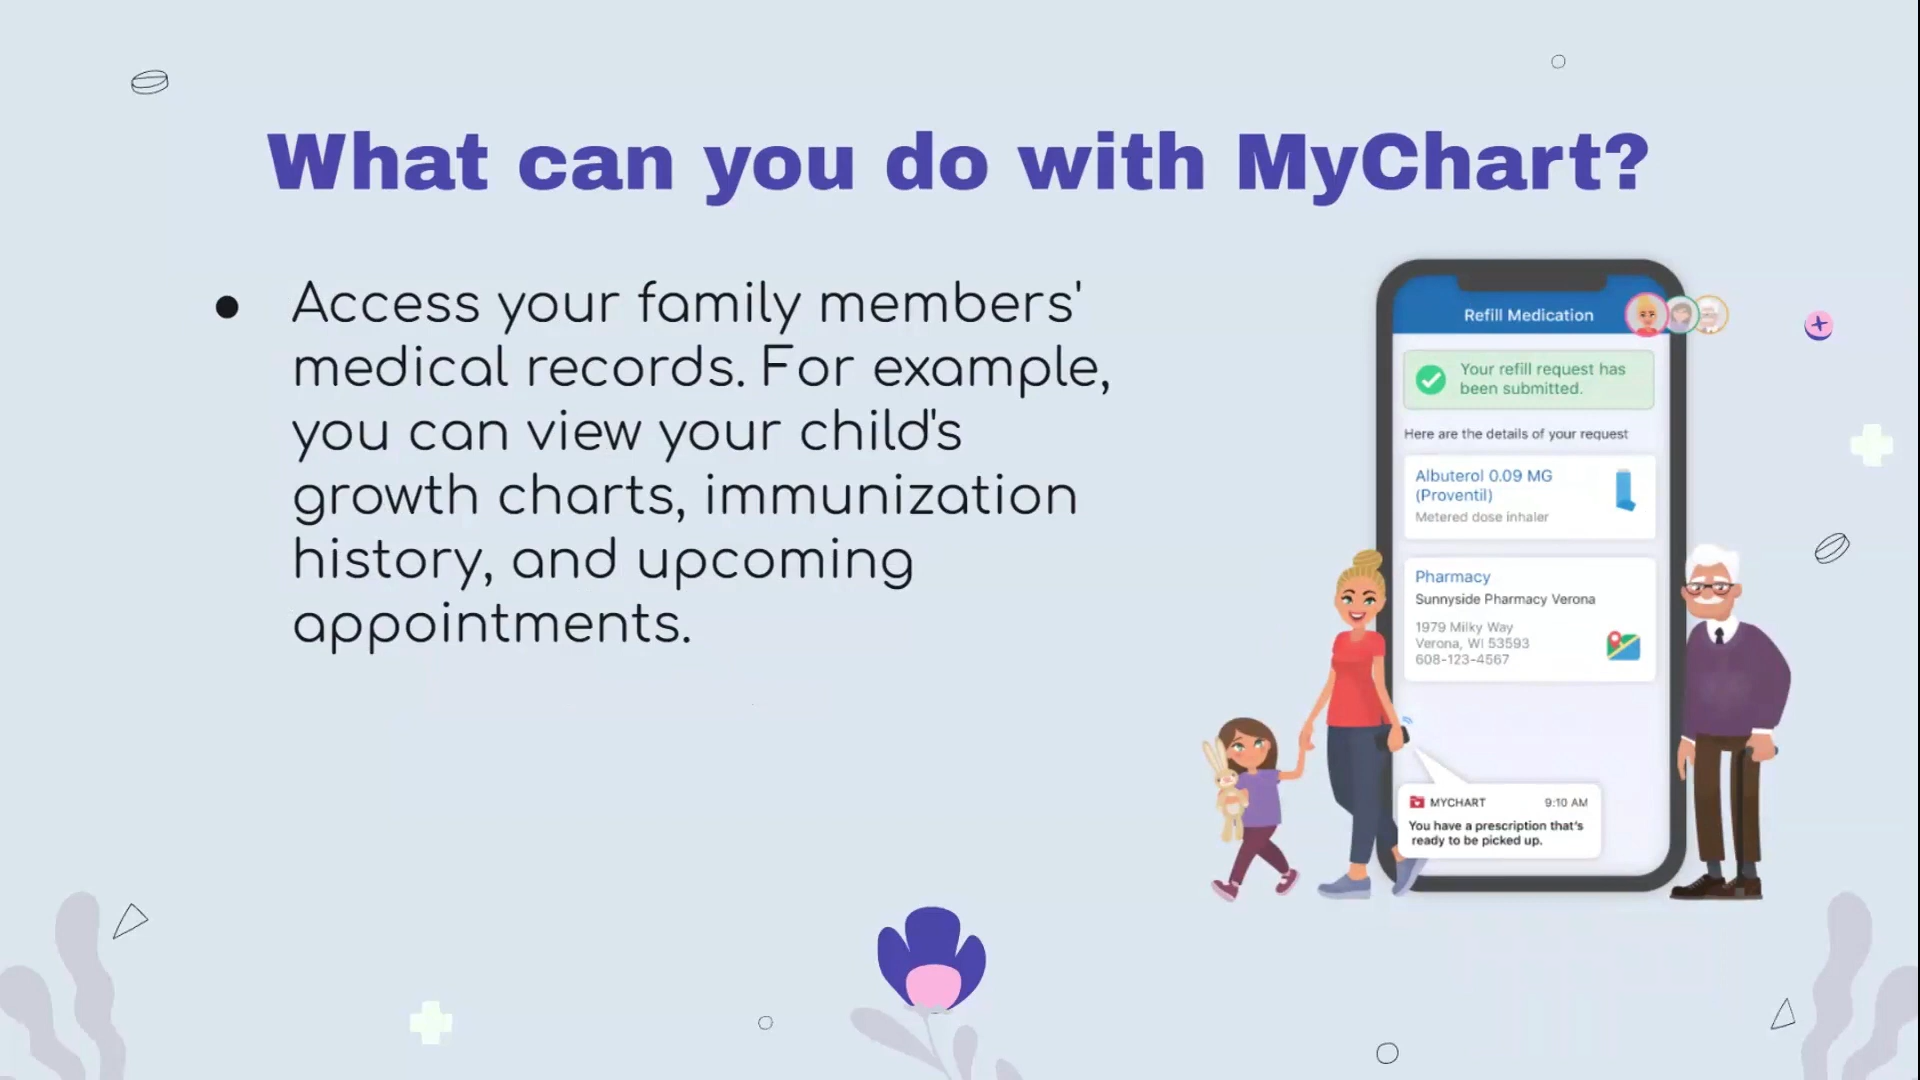 What can you do with MyChart?
● Access your family members'
medical records. For example,
you can view your child's
growth charts, immunization
history, and upcoming
appointments.
Refill Medication
Your refill request has
been submitted.
Here are the details of your request
Albuterol 0.09 MG
(Proventil)
Metered dose inhaler
Pharmacy
Sunnyside Pharmacy Verona
1979 Milky Way
Verona, WI 53593
608-123-4567
MYCHART 9:10 AM
You have a prescription that's
ready to be picked up.